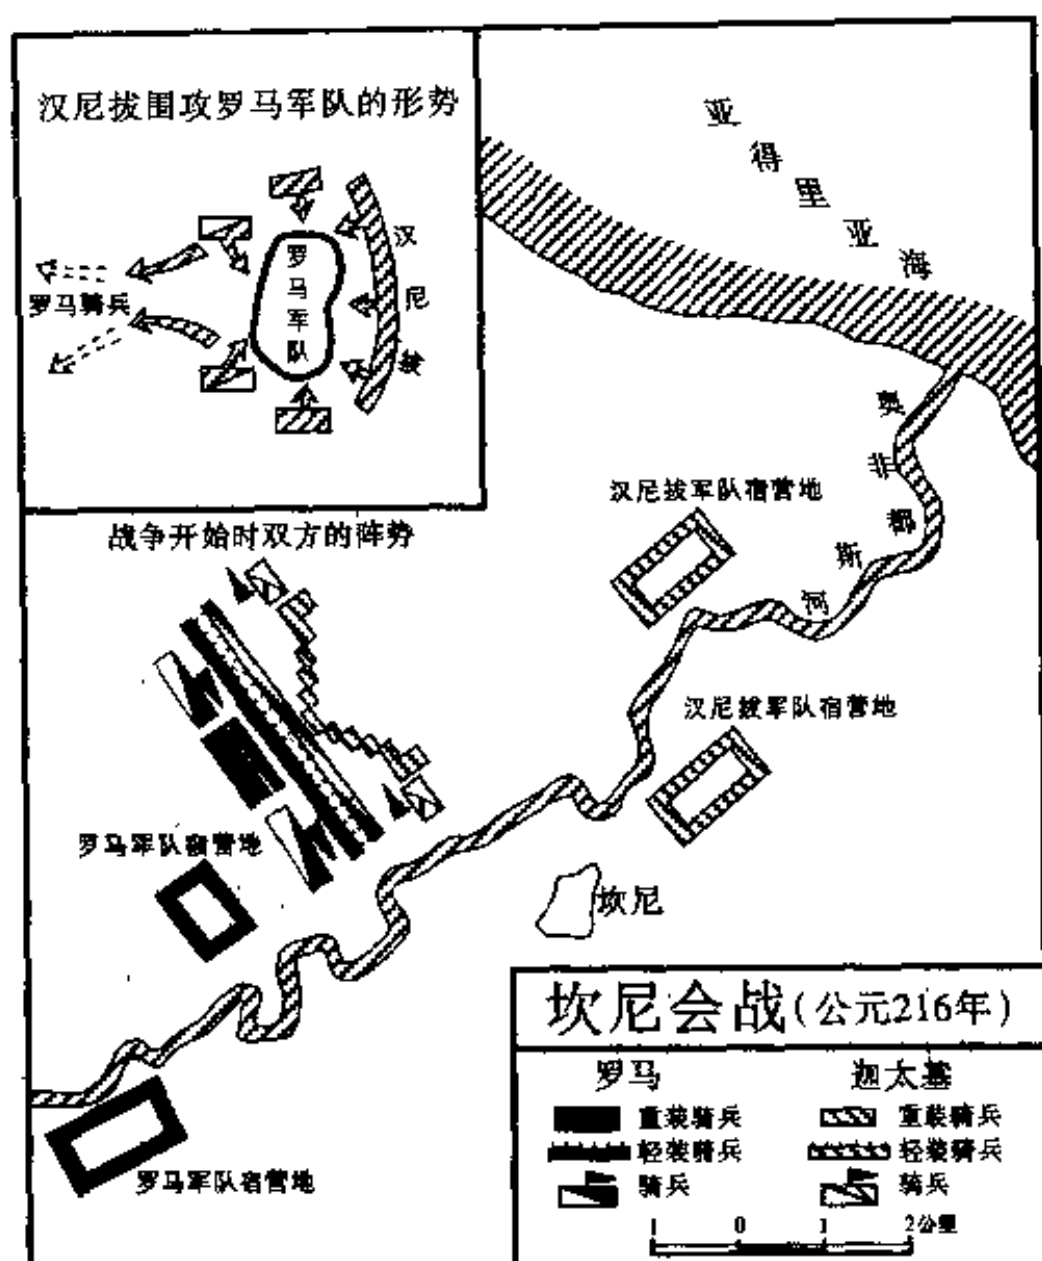 汉尼拔围攻罗马军队的形势
罗马骑兵
罗马军队
汉尼拔
亚得里亚海
奥非都斯河
汉尼拔军队宿营地
战争开始时双方的阵势
汉尼拔军队宿营地
罗马军队宿营地
坎尼
罗马军队宿营地
坎尼会战(公元216年)
罗马 迦太基
重装骑兵 重装骑兵
轻装骑兵 轻装骑兵
骑兵 骑兵
1 0 1 2公里